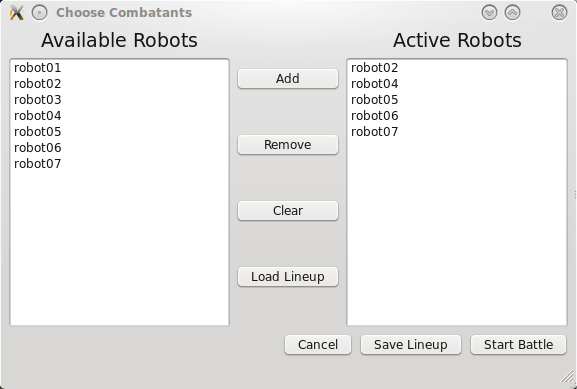 Choose Combatants
Available Robots
Active Robots
robot01
robot02
robot03
robot04
robot05
robot06
robot07
Add
Remove
Clear
Load Lineup
robot02
robot04
robot05
robot06
robot07
Cancel
Save Lineup
Start Battle